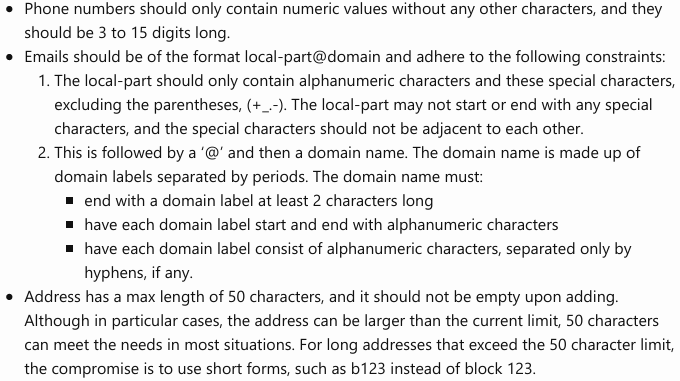 • Phone numbers should only contain numeric values without any other characters, and they
should be 3 to 15 digits long.
• Emails should be of the format local-part@domain and adhere to the following constraints:
1. The local-part should only contain alphanumeric characters and these special characters,
excluding the parentheses, (+_.-). The local-part may not start or end with any special
characters, and the special characters should not be adjacent to each other.
2. This is followed by a ‘@’ and then a domain name. The domain name is made up of
domain labels separated by periods. The domain name must:
▪ end with a domain label at least 2 characters long
▪ have each domain label start and end with alphanumeric characters
▪ have each domain label consist of alphanumeric characters, separated only by
hyphens, if any.
• Address has a max length of 50 characters, and it should not be empty upon adding.
Although in particular cases, the address can be larger than the current limit, 50 characters
can meet the needs in most situations. For long addresses that exceed the 50 character limit,
the compromise is to use short forms, such as b123 instead of block 123.